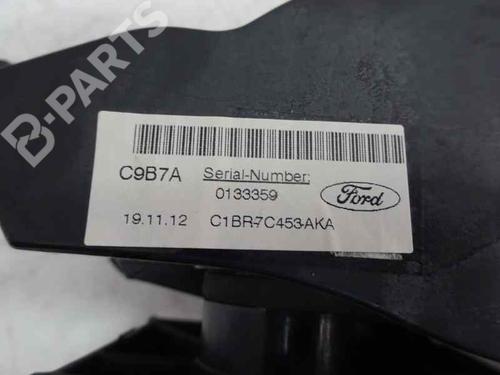 B-PARTS
C9B7A Serial-Number:
0133359
Ford
19.11.12 C1BR-7C453-AKA